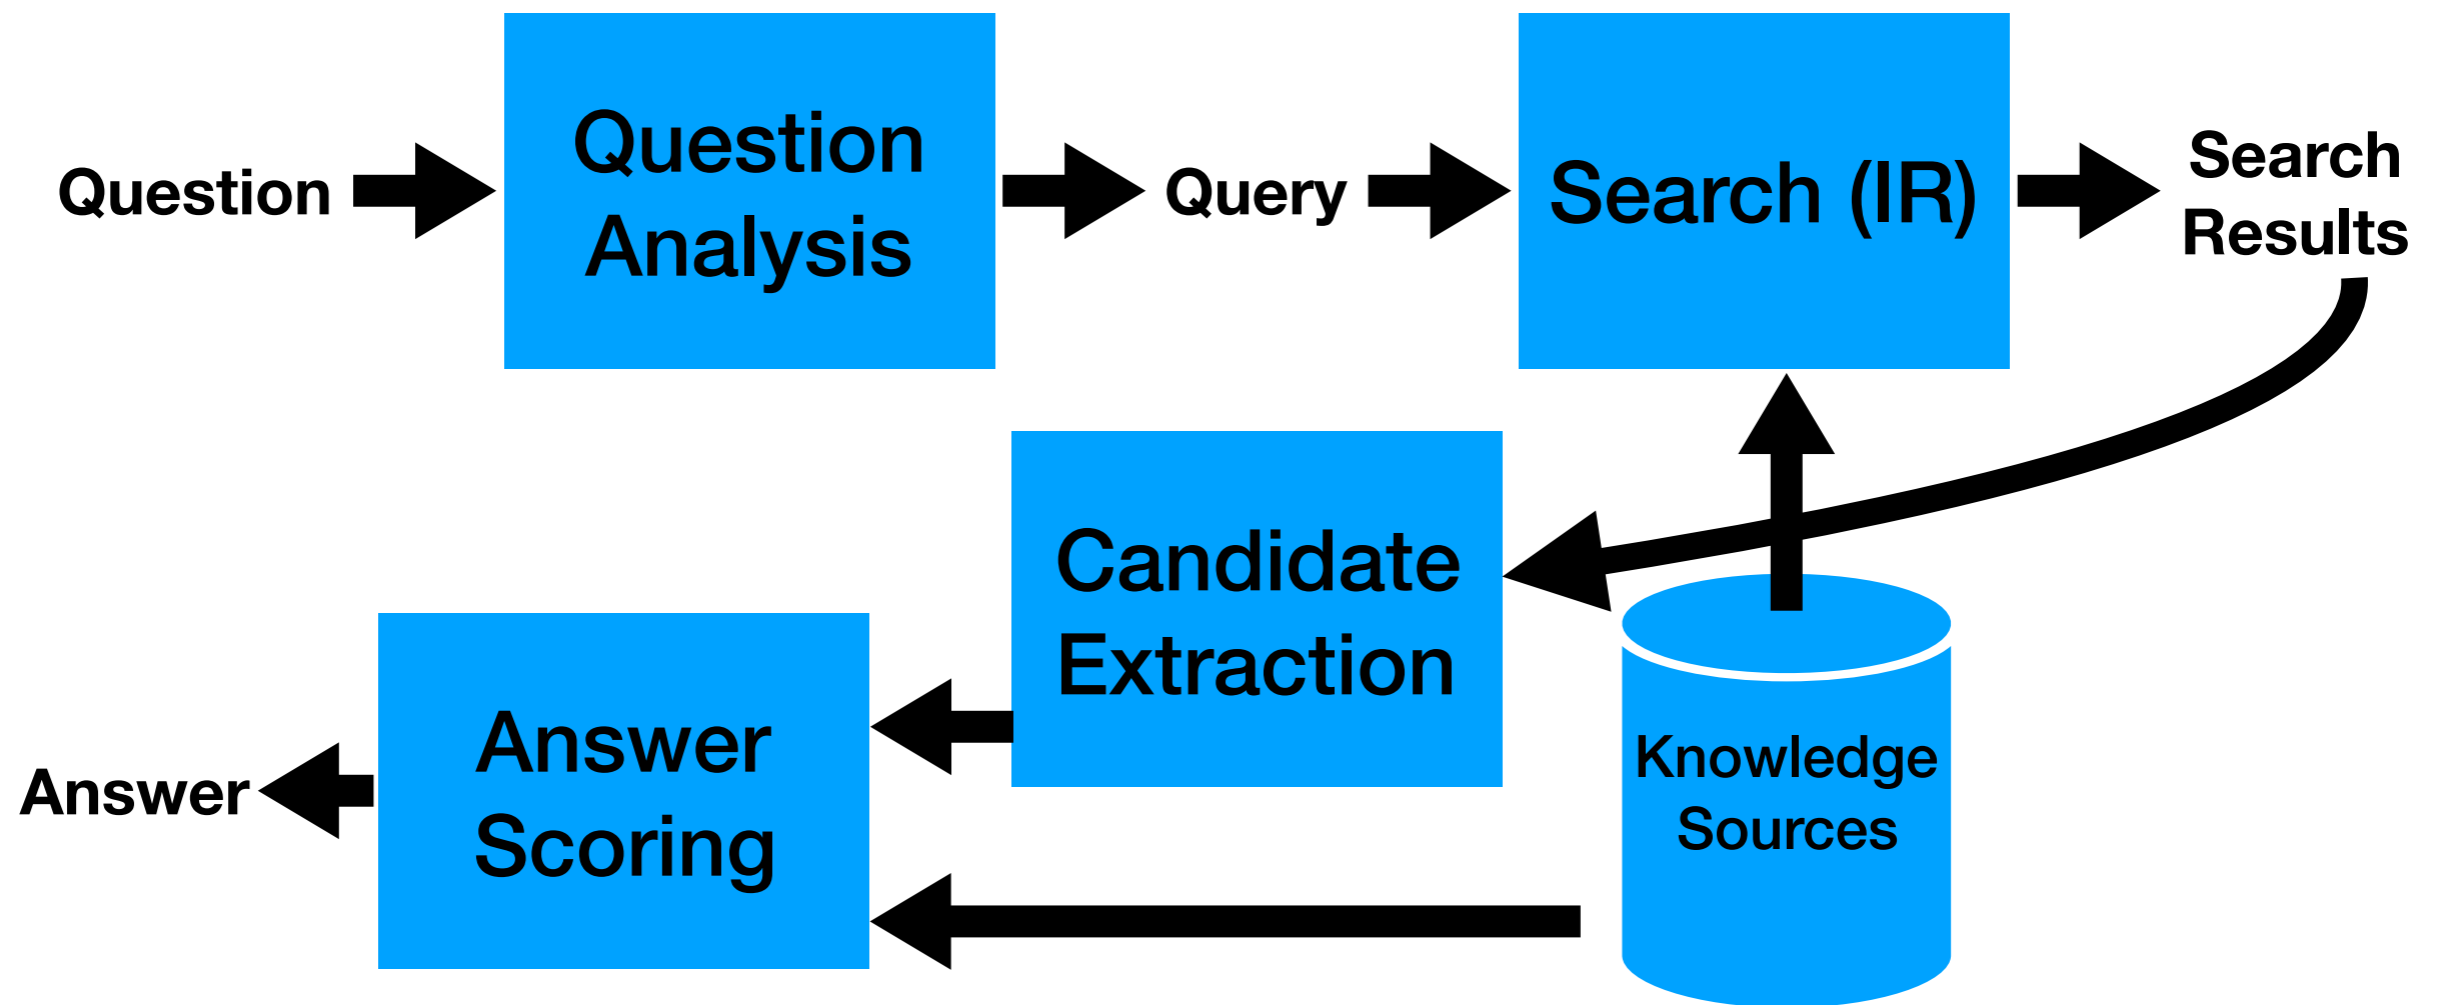 Question
Question
Analysis
Query
Search (IR)
Search
Results
Candidate
Extraction
Knowledge
Sources
Answer
Scoring
Answer